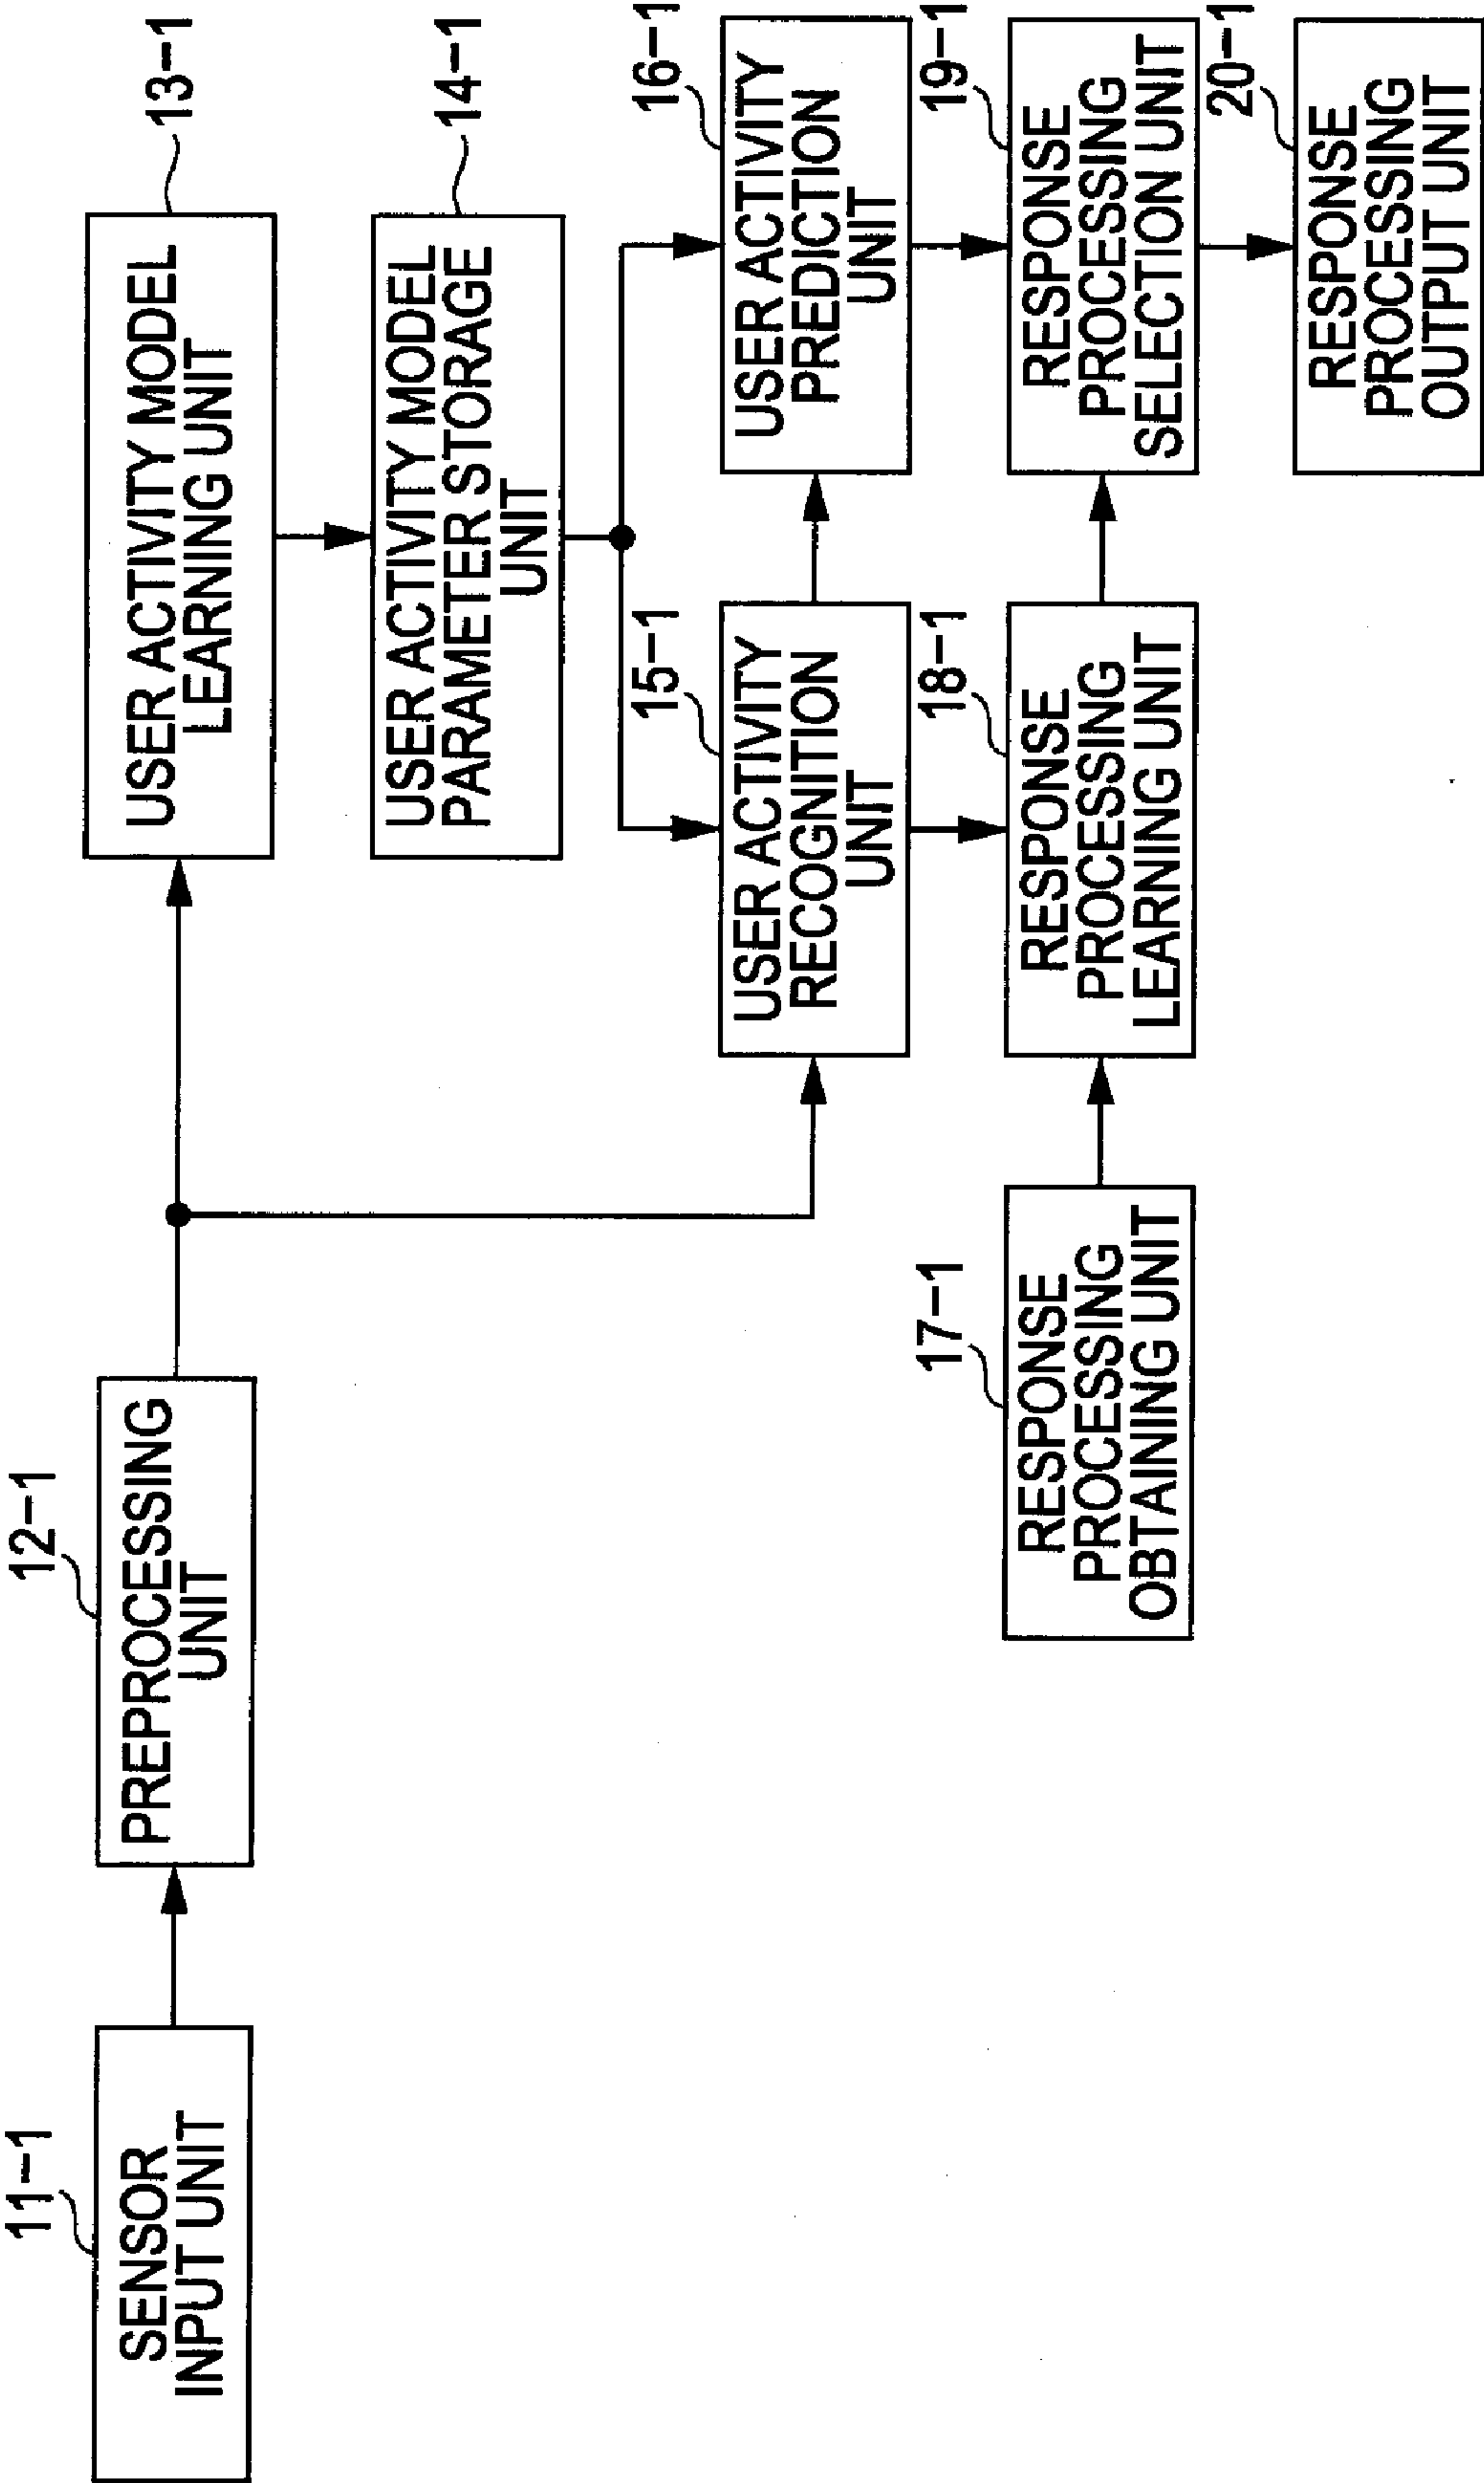 11-1
SENSOR
INPUT UNIT
12-1
PREPROCESSING
UNIT
13-1
USER ACTIVITY MODEL
LEARNING UNIT
14-1
USER ACTIVITY MODEL
PARAMETER STORAGE
UNIT
15-1
USER ACTIVITY
RECOGNITION
UNIT
16-1
USER ACTIVITY
PREDICTION
UNIT
17-1
RESPONSE
PROCESSING
OBTAINING UNIT
18-1
RESPONSE
PROCESSING
LEARNING UNIT
19-1
RESPONSE
PROCESSING
SELECTION UNIT
20-1
RESPONSE
PROCESSING
OUTPUT UNIT